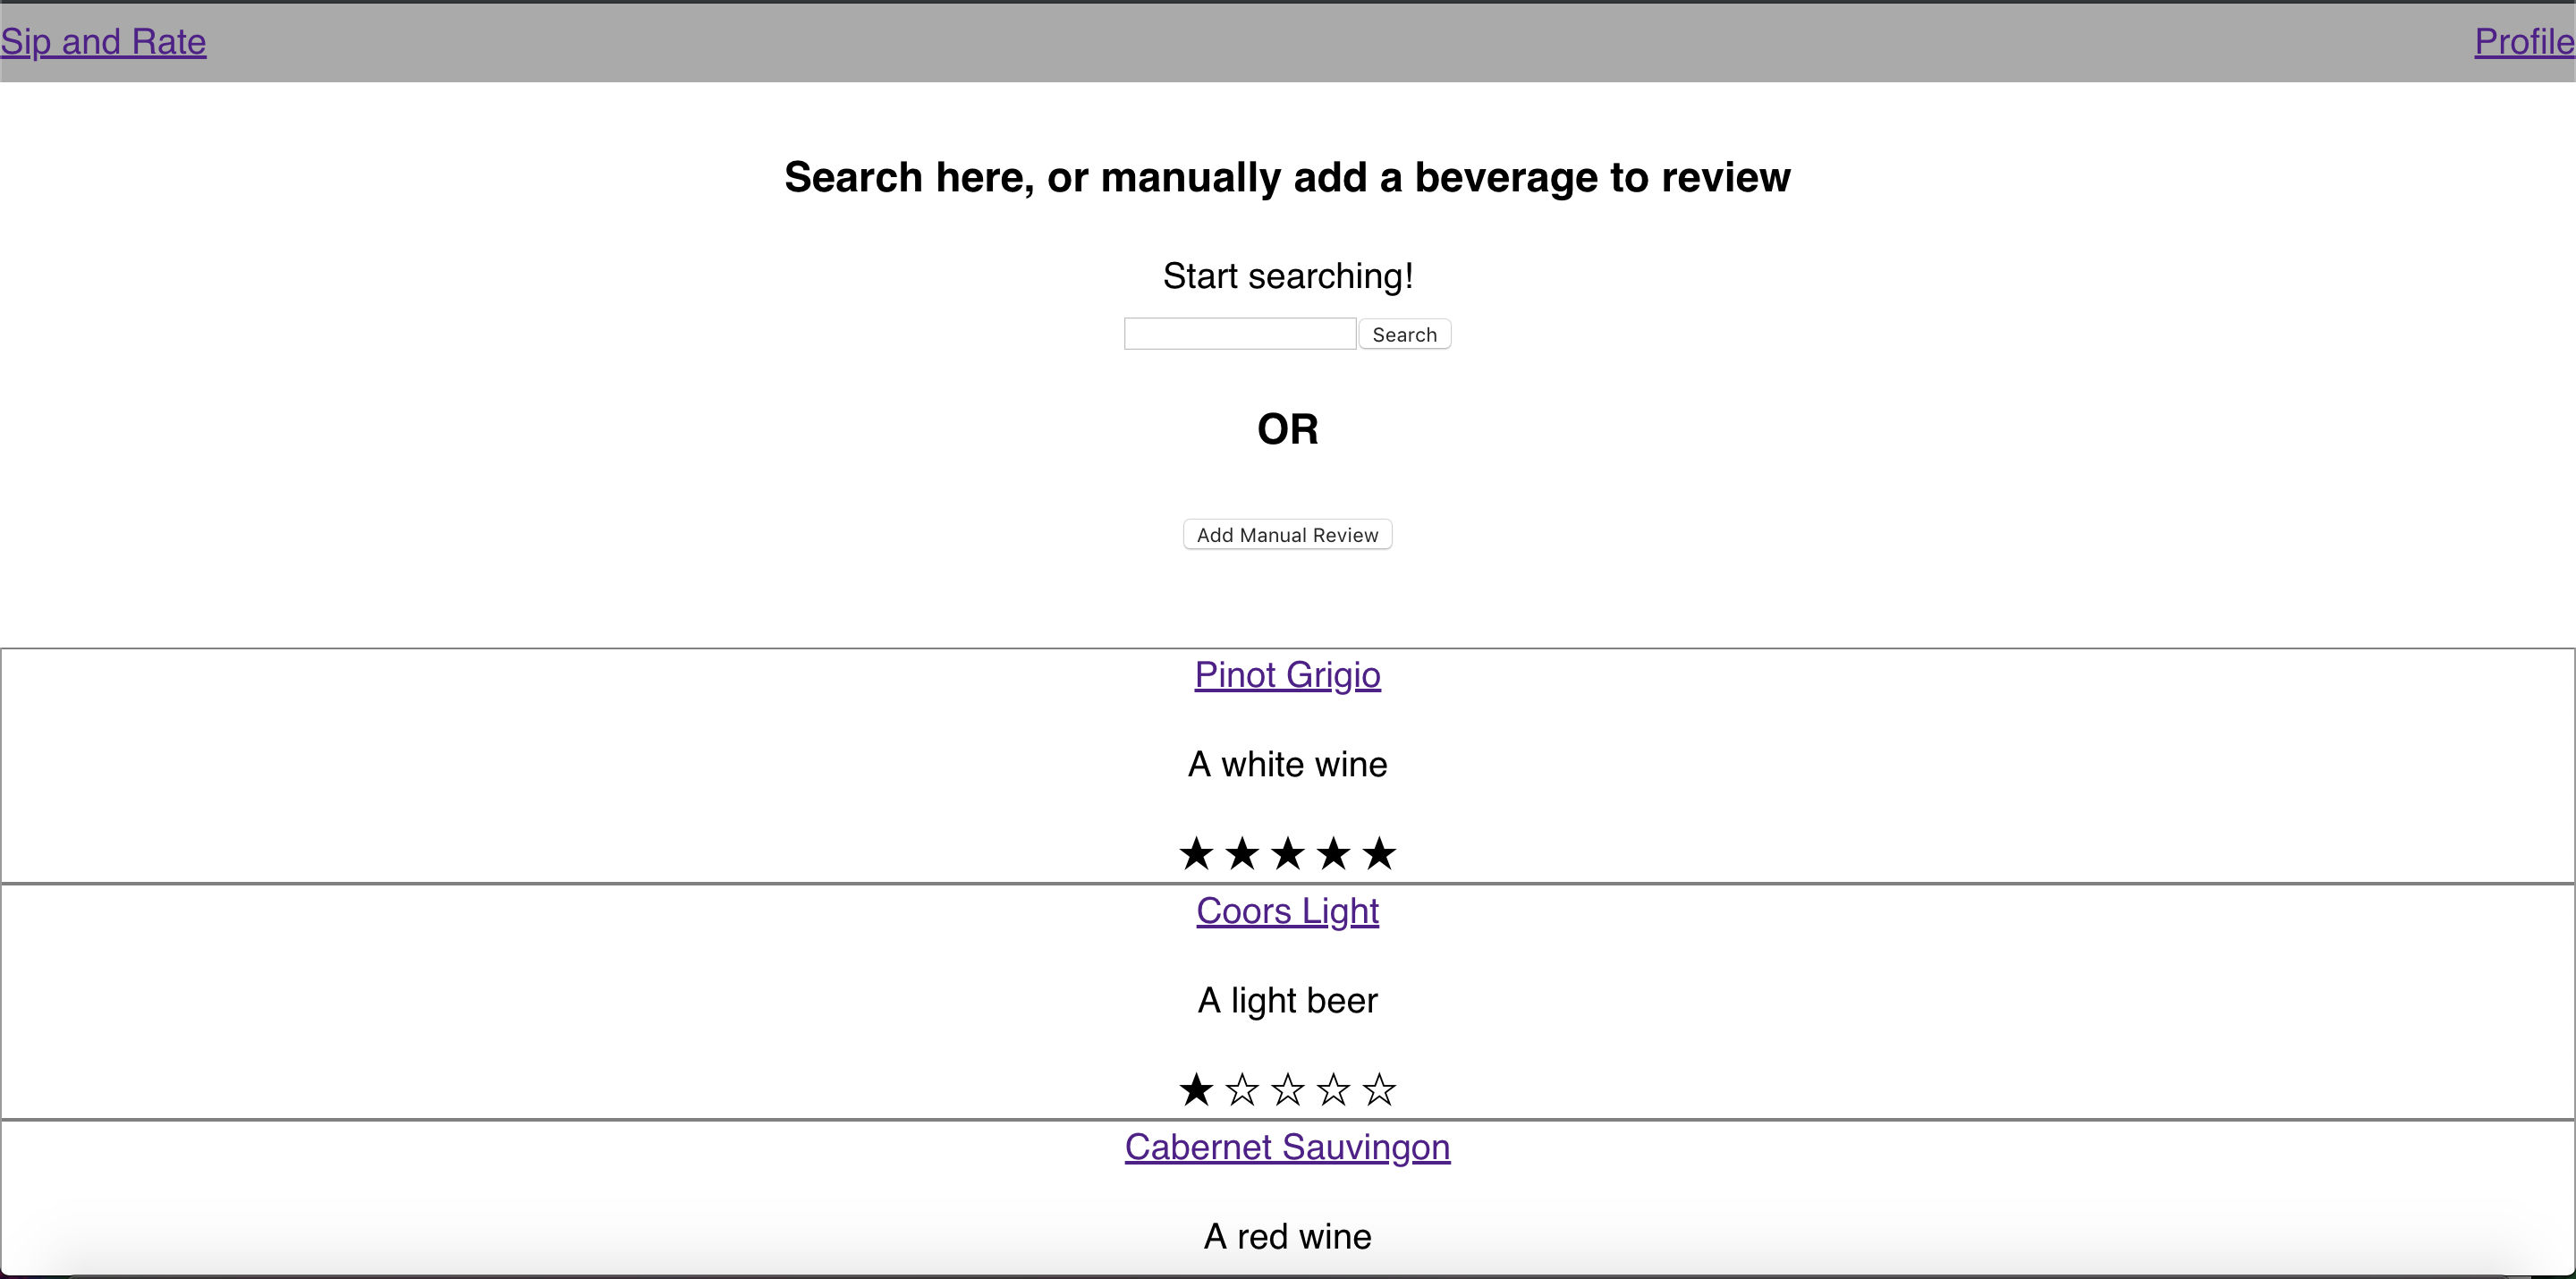 Sip and Rate Profile
Search here, or manually add a beverage to review
Start searching!
Search
OR
Add Manual Review
Pinot Grigio
A white wine
★ ★ ★ ★ ★
Coors Light
A light beer
★ ☆ ☆ ☆ ☆
Cabernet Sauvingon
A red wine